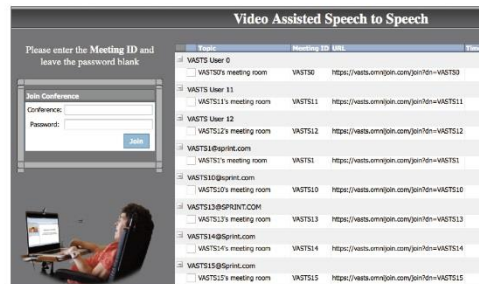 Video Assisted Speech to Speech
Please enter the Meeting ID and
leave the password blank
Join Conference
Conference:
Password:
Join
Topic Meeting ID URL Time
VASTS User 0
VASTS0's meeting room VASTS0 https://vasts.omnijoin.com/join?dn=VASTS0
VASTS User 11
VASTS11's meeting room VASTS11 https://vasts.omnijoin.com/join?dn=VASTS11
VASTS User 12
VASTS12's meeting room VASTS12 https://vasts.omnijoin.com/join?dn=VASTS12
VASTS1@sprint.com
VASTS1's meeting room VASTS1 https://vasts.omnijoin.com/join?dn=VASTS1
VASTS10@sprint.com
VASTS10's meeting room VASTS10 https://vasts.omnijoin.com/join?dn=VASTS10
VASTS13@SPRINT.COM
VASTS13's meeting room VASTS13 https://vasts.omnijoin.com/join?dn=VASTS13
VASTS14@Sprint.com
VASTS14's meeting room VASTS14 https://vasts.omnijoin.com/join?dn=VASTS14
VASTS15@Sprint.com
VASTS15's meeting room VASTS15 https://vasts.omnijoin.com/join?dn=VASTS15